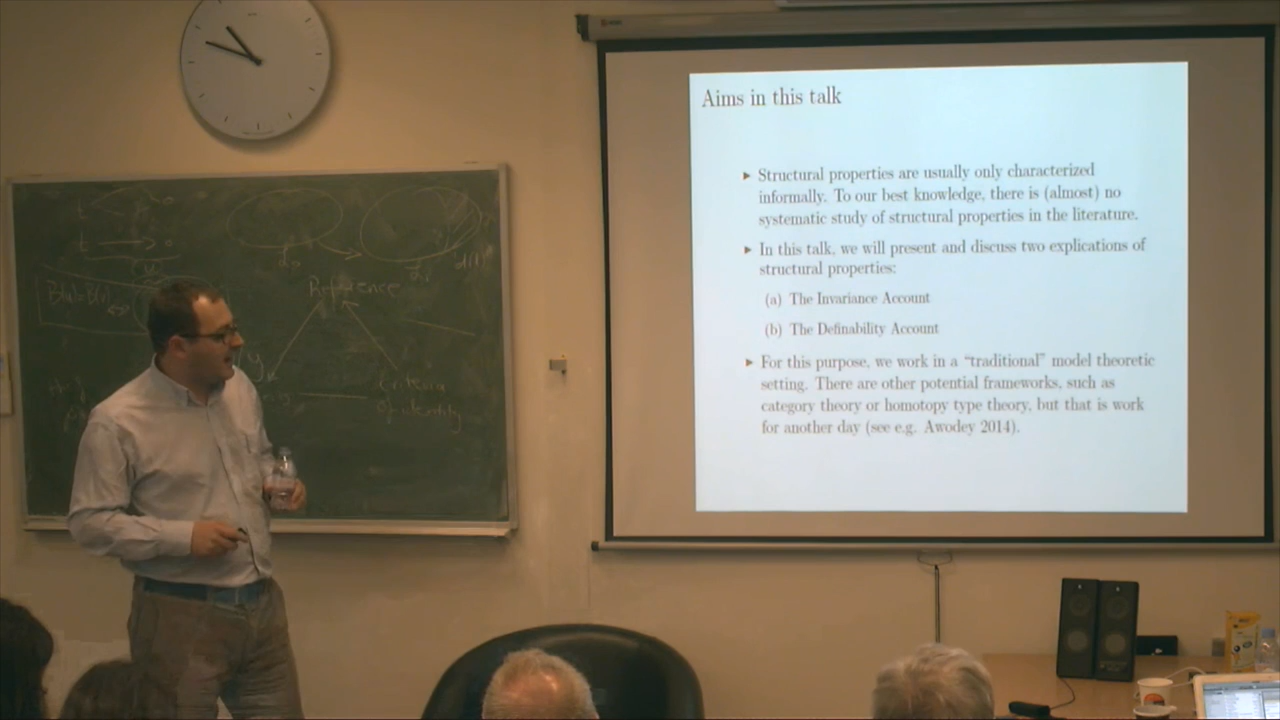 Aims in this talk
▸ Structural properties are usually only characterized
informally. To our best knowledge, there is (almost) no
systematic study of structural properties in the literature.
▸ In this talk, we will present and discuss two explications of
structural properties:
(a) The Invariance Account
(b) The Definability Account
▸ For this purpose, we work in a “traditional” model theoretic
setting. There are other potential frameworks, such as
category theory or homotopy type theory, but that is work
for another day (see e.g. Awodey 2014).
Reference
Criteria
of identity